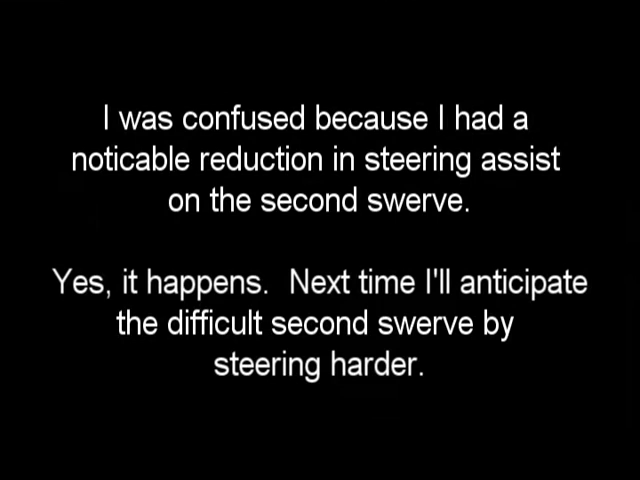 I was confused because I had a
noticable reduction in steering assist
on the second swerve.
Yes, it happens.  Next time I'll anticipate
the difficult second swerve by
steering harder.